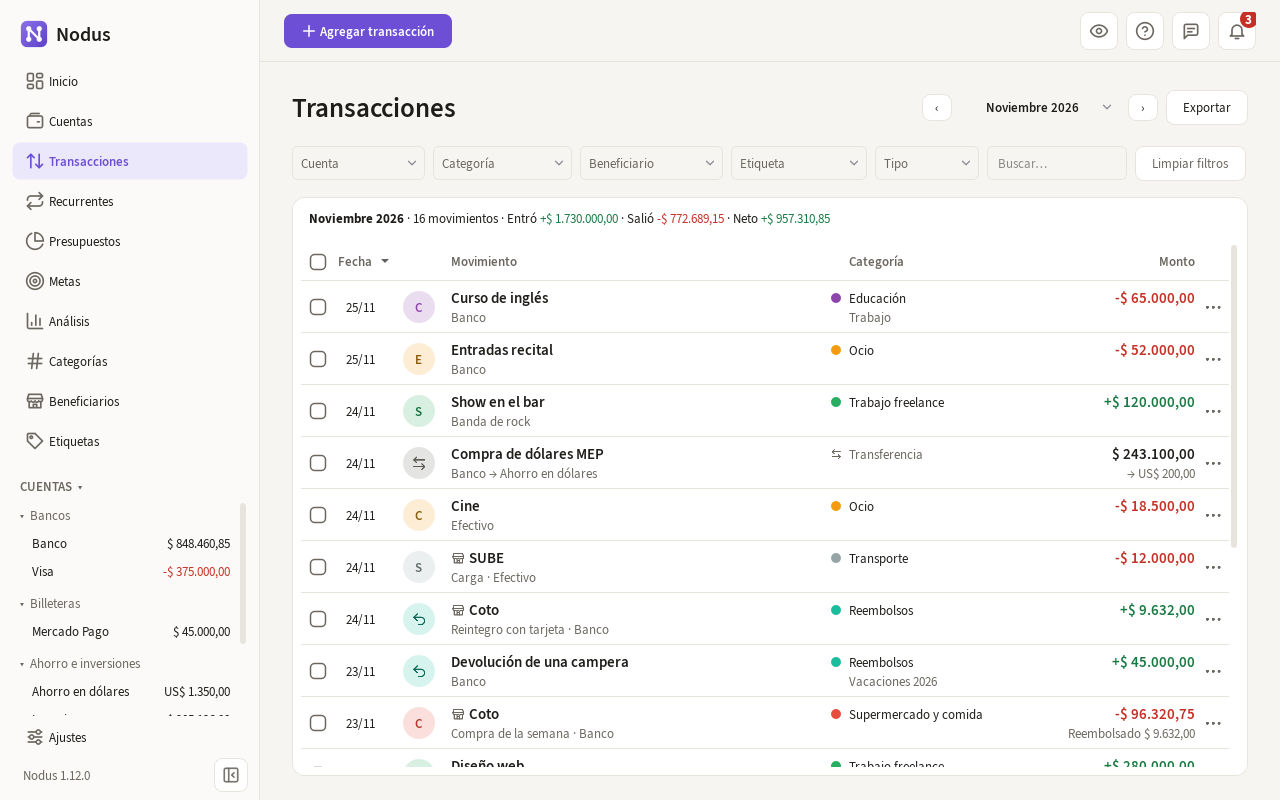 Nodus
Inicio
Cuentas
Transacciones
Recurrentes
Presupuestos
Metas
Análisis
Categorías
Beneficiarios
Etiquetas
CUENTAS
Bancos
Banco $ 848.460,85
Visa -$ 375.000,00
Billeteras
Mercado Pago $ 45.000,00
Ahorro e inversiones
Ahorro en dólares US$ 1.350,00
Ajustes
Nodus 1.12.0
+ Agregar transacción
3
Transacciones
‹ Noviembre 2026 › Exportar
Cuenta Categoría Beneficiario Etiqueta Tipo Buscar... Limpiar filtros
Noviembre 2026 · 16 movimientos · Entró +$ 1.730.000,00 · Salió -$ 772.689,15 · Neto +$ 957.310,85
Fecha Movimiento Categoría Monto
25/11 C Curso de inglés Educación -$ 65.000,00
Banco Trabajo
25/11 E Entradas recital Ocio -$ 52.000,00
Banco
24/11 S Show en el bar Trabajo freelance +$ 120.000,00
Banda de rock
24/11 Compra de dólares MEP Transferencia $ 243.100,00
Banco → Ahorro en dólares → US$ 200,00
24/11 C Cine Ocio -$ 18.500,00
Efectivo
24/11 S SUBE Transporte -$ 12.000,00
Carga · Efectivo
24/11 Coto Reembolsos +$ 9.632,00
Reintegro con tarjeta · Banco
23/11 Devolución de una campera Reembolsos +$ 45.000,00
Banco Vacaciones 2026
23/11 C Coto Supermercado y comida -$ 96.320,75
Compra de la semana · Banco Reembolsado $ 9.632,00
Diseño web Trabajo freelance +$ 280.000,00